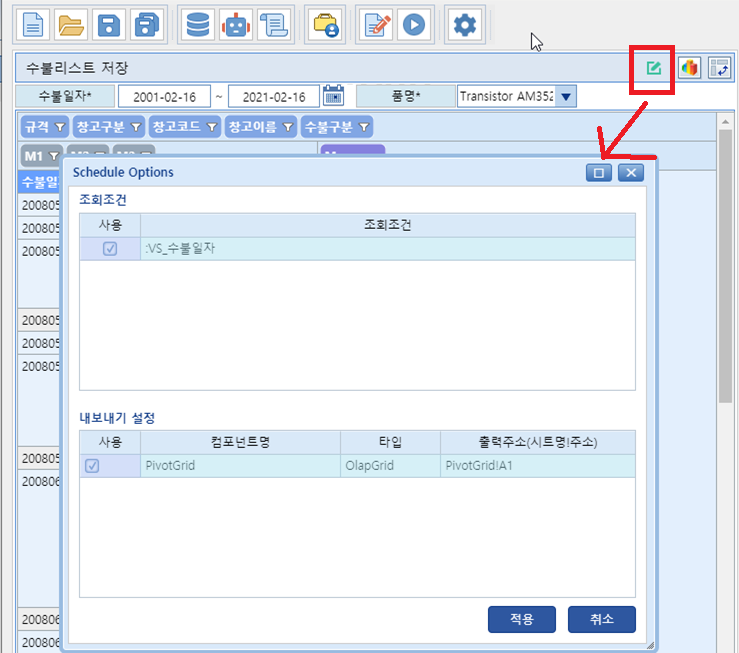 수불리스트 저장
수불일자* 2001-02-16 ~ 2021-02-16 품명* Transistor AM352
규격 창고구분 창고코드 창고이름 수불구분
M1
수불일
Schedule Options
조회조건
사용 조회조건
:VS_수불일자
내보내기 설정
사용 컴포넌트명 타입 출력주소(시트명!주소)
PivotGrid OlapGrid PivotGrid!A1
적용 취소
200805
200805
200805
200805
200805
200805
200805
200806
200806
200806